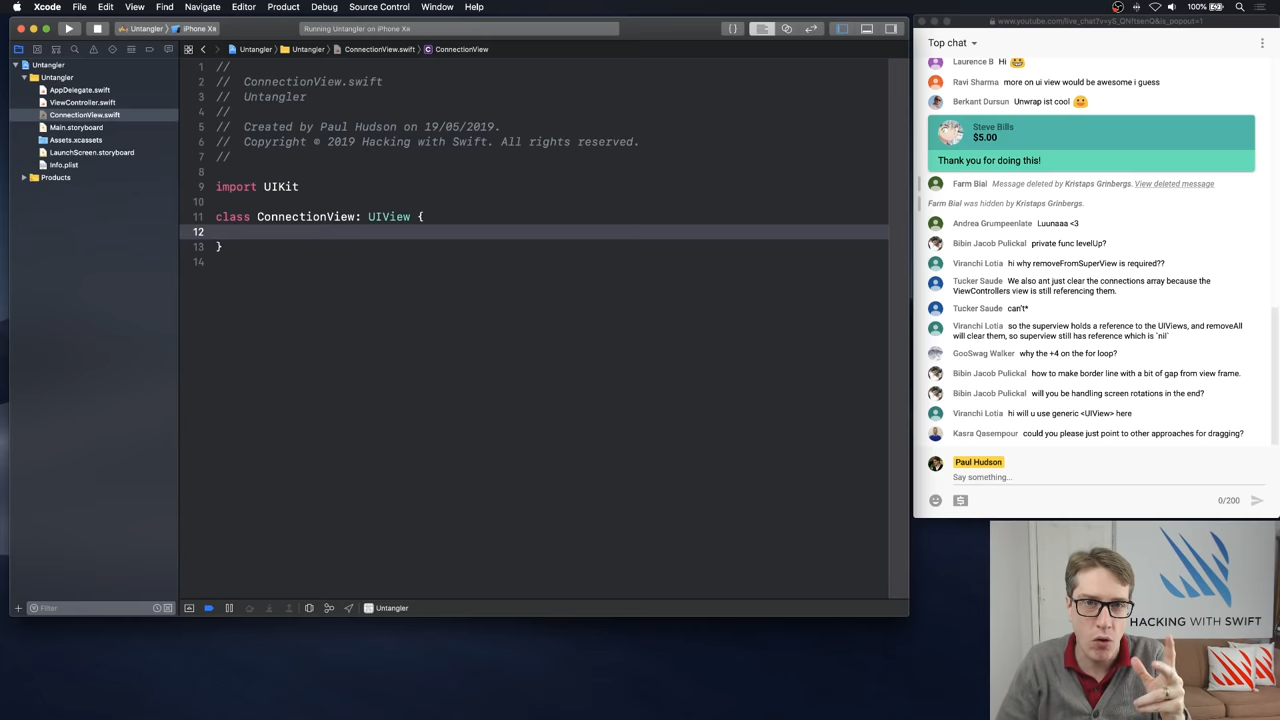 Xcode File Edit View Find Navigate Editor Product Debug Source Control Window Help
100%
Untangler iPhone Xʀ
Running Untangler on iPhone Xʀ
Untangler
Untangler
AppDelegate.swift
ViewController.swift
ConnectionView.swift
Main.storyboard
Assets.xcassets
LaunchScreen.storyboard
Info.plist
Products
Filter
Untangler Untangler ConnectionView.swift C ConnectionView
1 //
2 // ConnectionView.swift
3 // Untangler
4 //
5 // Created by Paul Hudson on 19/05/2019.
6 // Copyright © 2019 Hacking with Swift. All rights reserved.
7 //
8
9 import UIKit
10
11 class ConnectionView: UIView {
12
13 }
14
Untangler
www.youtube.com/live_chat?v=yS_QNftsenQ&is_popout=1
Top chat
Laurence B Hi 😁
Ravi Sharma more on ui view would be awesome i guess
Berkant Dursun Unwrap ist cool
Steve Bills
$5.00
Thank you for doing this!
Farm Bial Message deleted by Kristaps Grinbergs. View deleted message
Farm Bial was hidden by Kristaps Grinbergs.
Andrea Grumpeenlate Luunaaa <3
Bibin Jacob Pulickal private func levelUp?
Viranchi Lotia hi why removeFromSuperView is required??
Tucker Saude We also ant just clear the connections array because the
ViewControllers view is still referencing them.
Tucker Saude can't*
Viranchi Lotia so the superview holds a reference to the UIViews, and removeAll
will clear them, so superview still has reference which is `nil`
GooSwag Walker why the +4 on the for loop?
Bibin Jacob Pulickal how to make border line with a bit of gap from view frame.
Bibin Jacob Pulickal will you be handling screen rotations in the end?
Viranchi Lotia hi will u use generic <UIView> here
Kasra Qasempour could you please just point to other approaches for dragging?
Paul Hudson
Say something...
0/200
HACKING WITH SWIFT